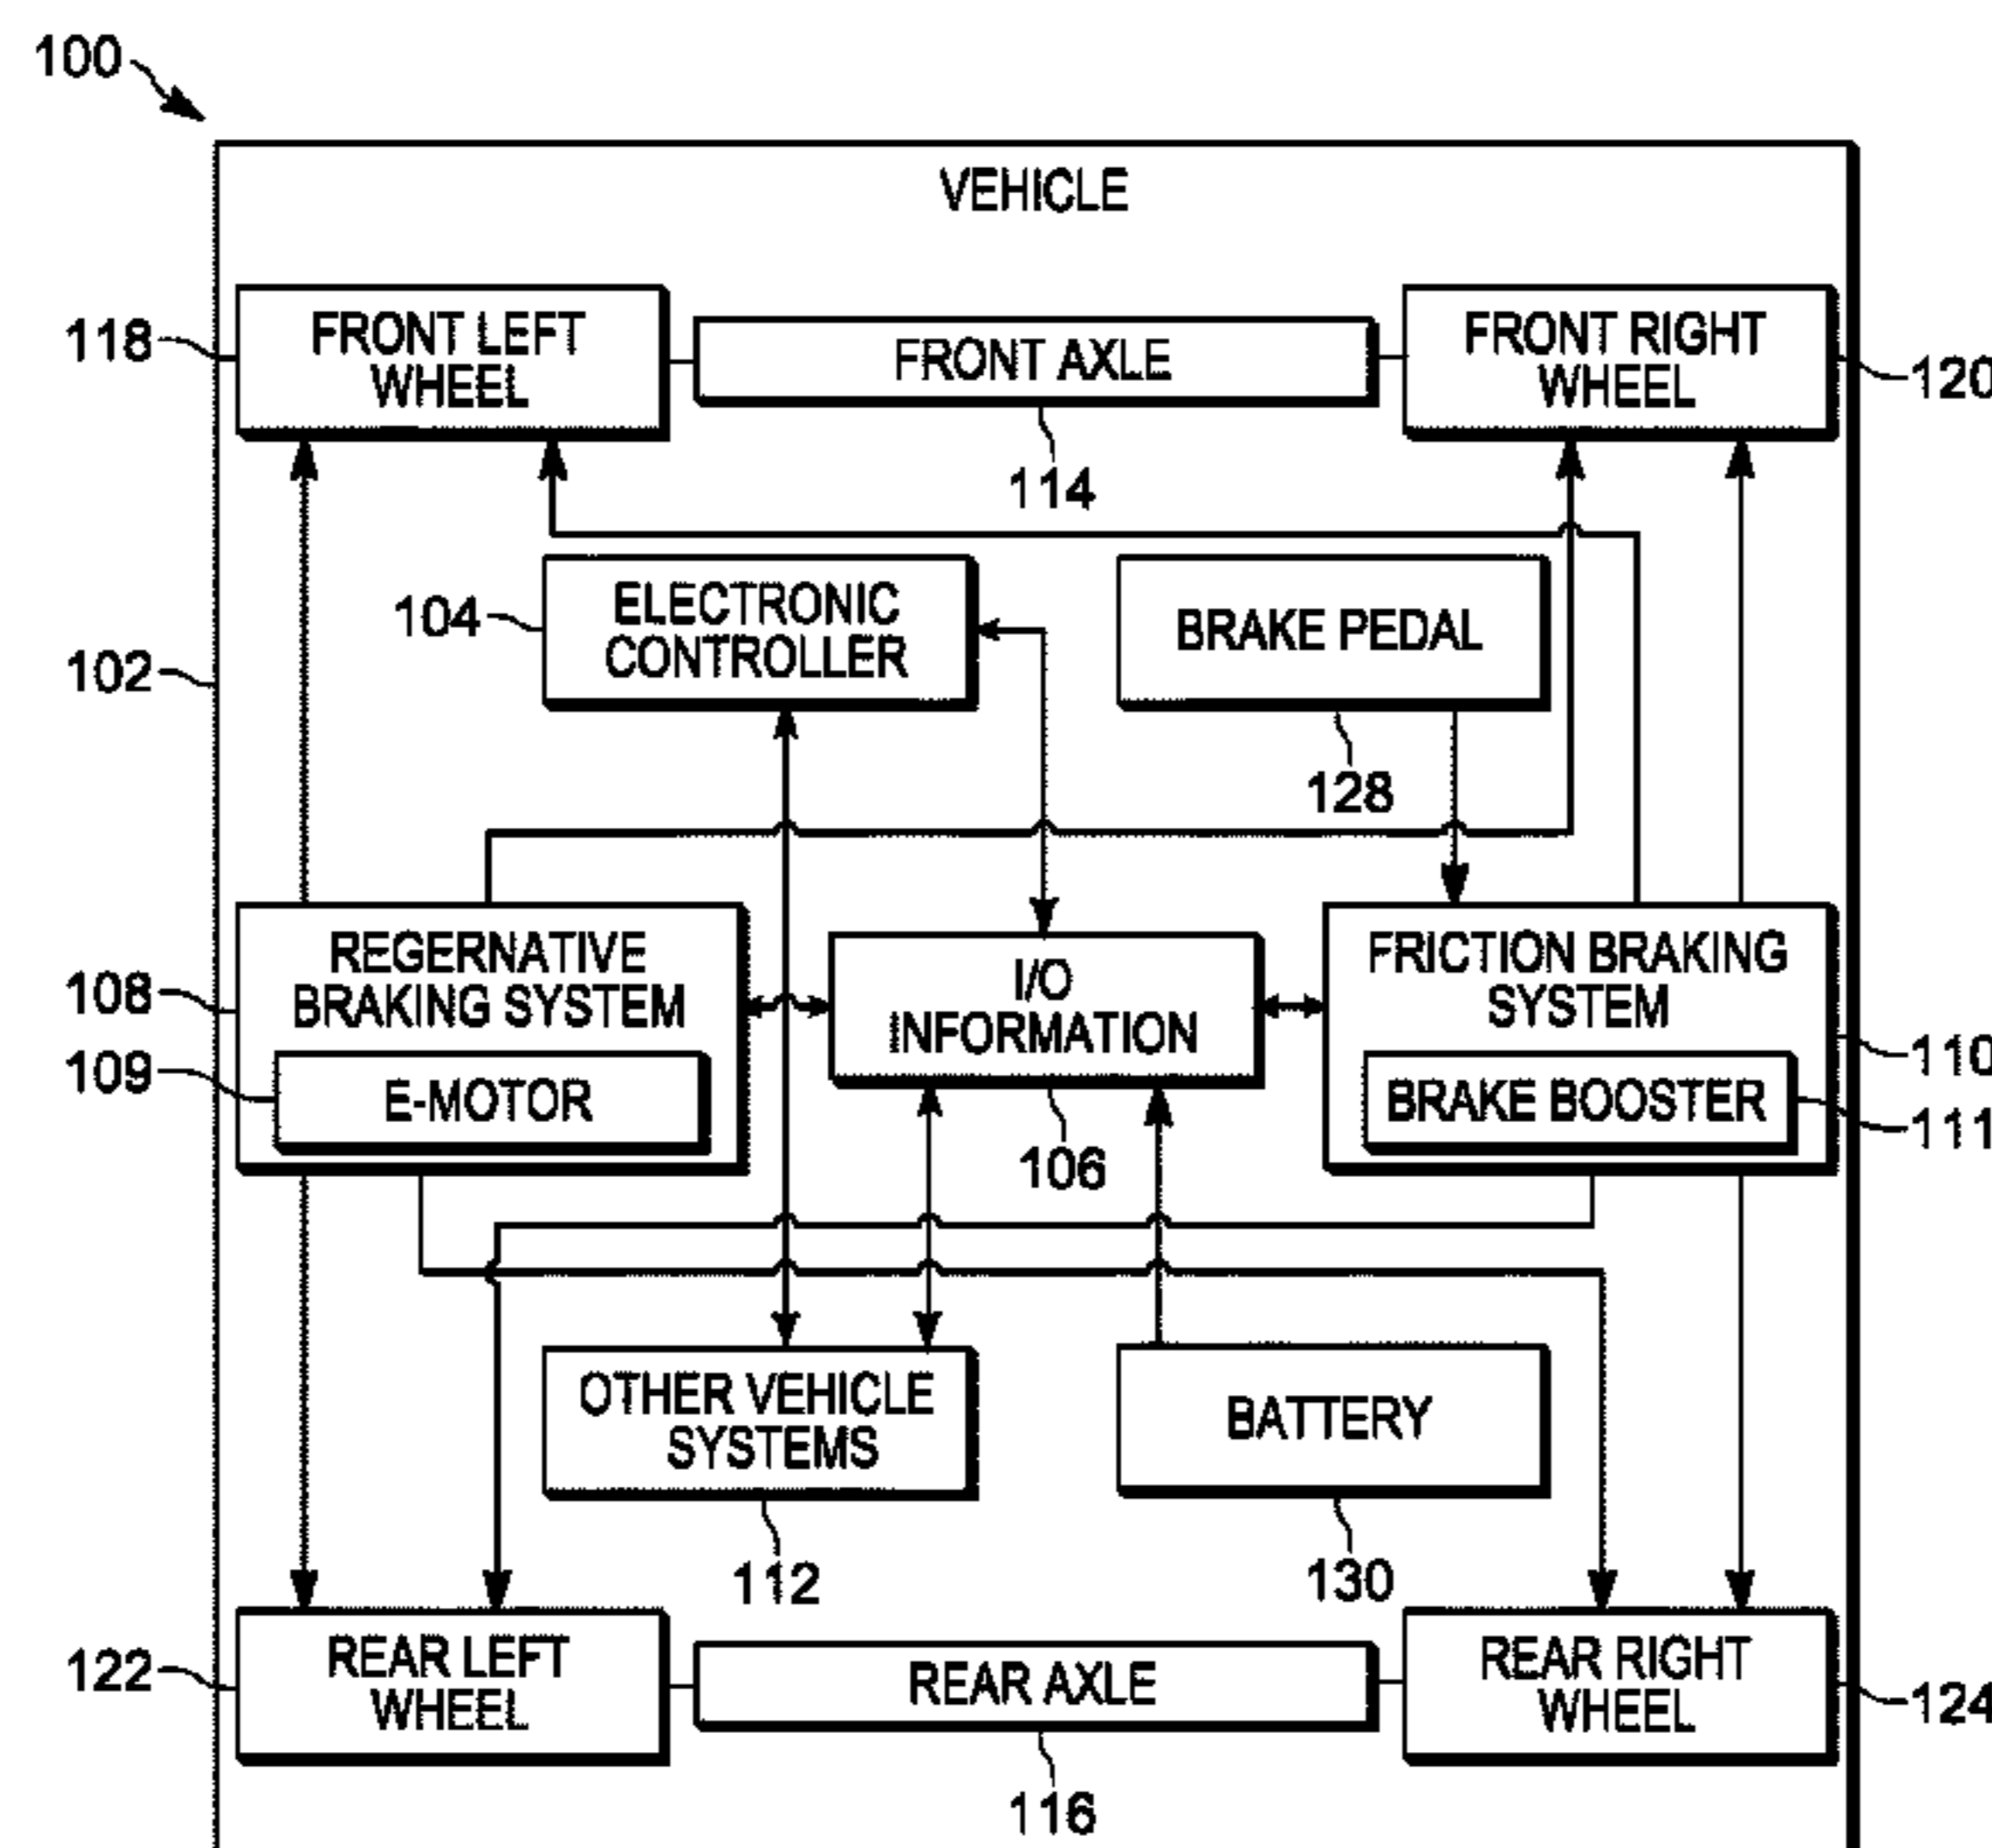 100
VEHICLE
118
FRONT LEFT
WHEEL
FRONT AXLE
FRONT RIGHT
WHEEL
120
114
104
ELECTRONIC
CONTROLLER
BRAKE PEDAL
102
128
REGERNATIVE
BRAKING SYSTEM
108
109
E-MOTOR
I/O
INFORMATION
106
FRICTION BRAKING
SYSTEM
110
BRAKE BOOSTER
111
OTHER VEHICLE
SYSTEMS
112
BATTERY
130
122
REAR LEFT
WHEEL
REAR AXLE
116
REAR RIGHT
WHEEL
124